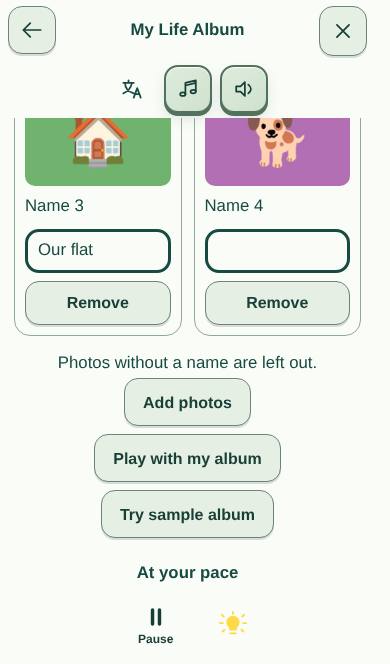 My Life Album
Name 3
Name 4
Our flat
Remove
Remove
Photos without a name are left out.
Add photos
Play with my album
Try sample album
At your pace
Pause